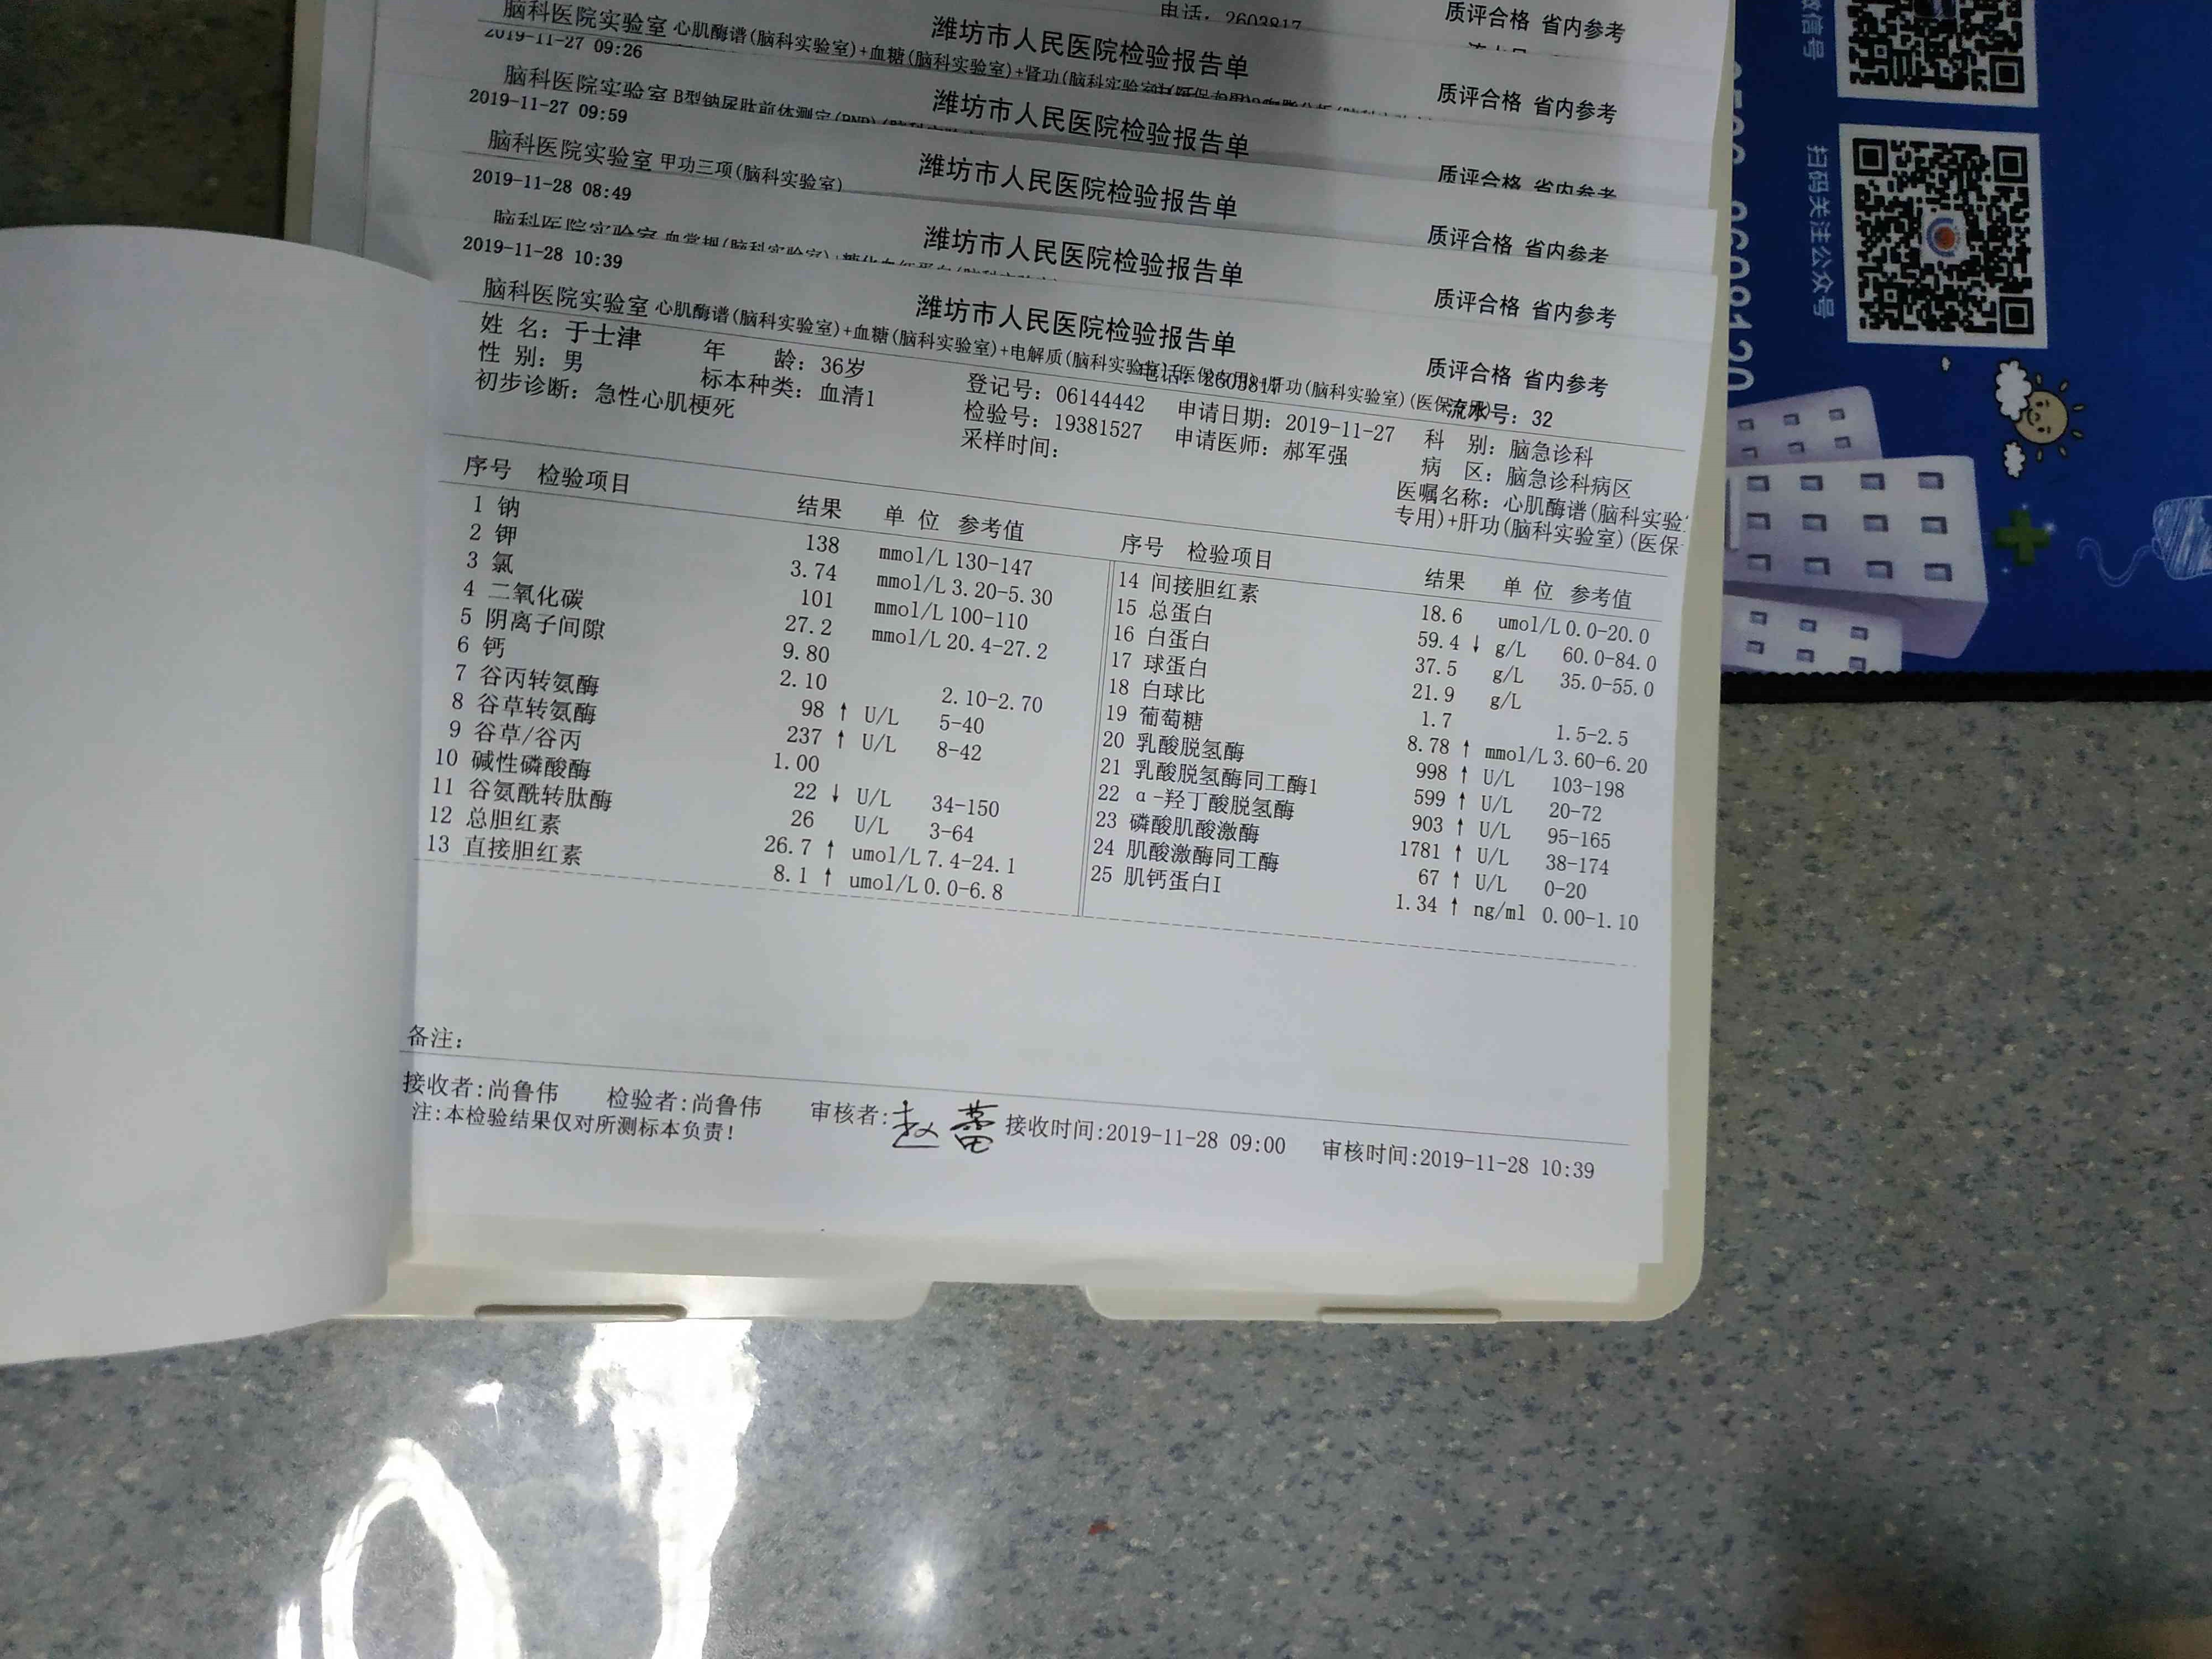 电话: 2603817
潍坊市人民医院检验报告单
质评合格 省内参考
脑科医院实验室 心肌酶谱(脑科实验室)+血糖(脑科实验室)+肾功(脑科实验室)
2019-11-27 09:26
潍坊市人民医院检验报告单
质评合格 省内参考
脑科医院实验室 B型钠尿肽前体测定(BNP)
2019-11-27 09:59
潍坊市人民医院检验报告单
质评合格 省内参考
脑科医院实验室 甲功三项(脑科实验室)
2019-11-28 08:49
潍坊市人民医院检验报告单
质评合格 省内参考
脑科医院实验室 血常规(脑科实验室)+糖化血红蛋白
2019-11-28 10:39
潍坊市人民医院检验报告单
质评合格 省内参考
质评合格 省内参考
脑科医院实验室 心肌酶谱(脑科实验室)+血糖(脑科实验室)+电解质(脑科实验室)(医保专用)+肝功(脑科实验室)(医保专用)
电话: 2603817
流水号: 32
姓 名: 于士津 年 龄: 36岁 登记号: 06144442 申请日期: 2019-11-27 科 别: 脑急诊科
性 别: 男 标本种类: 血清1 检验号: 19381527 申请医师: 郝军强 病 区: 脑急诊科病区
初步诊断: 急性心肌梗死 采样时间: 医嘱名称: 心肌酶谱(脑科实验
专用)+肝功(脑科实验室)(医保
序号 检验项目 结果 单 位 参考值
1 钠 138 mmol/L 130-147
2 钾 3.74 mmol/L 3.20-5.30
3 氯 101 mmol/L 100-110
4 二氧化碳 27.2 mmol/L 20.4-27.2
5 阴离子间隙 9.80
6 钙 2.10 2.10-2.70
7 谷丙转氨酶 98 ↑ U/L 5-40
8 谷草转氨酶 237 ↑ U/L 8-42
9 谷草/谷丙 1.00
10 碱性磷酸酶 22 ↓ U/L 34-150
11 谷氨酰转肽酶 26 U/L 3-64
12 总胆红素 26.7 ↑ umol/L 7.4-24.1
13 直接胆红素 8.1 ↑ umol/L 0.0-6.8
序号 检验项目 结果 单 位 参考值
14 间接胆红素 18.6 umol/L 0.0-20.0
15 总蛋白 59.4 ↓ g/L 60.0-84.0
16 白蛋白 37.5 g/L 35.0-55.0
17 球蛋白 21.9 g/L
18 白球比 1.7 1.5-2.5
19 葡萄糖 8.78 ↑ mmol/L 3.60-6.20
20 乳酸脱氢酶 998 ↑ U/L 103-198
21 乳酸脱氢酶同工酶1 599 ↑ U/L 20-72
22 α-羟丁酸脱氢酶 903 ↑ U/L 95-165
23 磷酸肌酸激酶 1781 ↑ U/L 38-174
24 肌酸激酶同工酶 67 ↑ U/L 0-20
25 肌钙蛋白I 1.34 ↑ ng/ml 0.00-1.10
备注:
接收者:尚鲁伟 检验者:尚鲁伟 审核者:赵蕾 接收时间:2019-11-28 09:00 审核时间:2019-11-28 10:39
注:本检验结果仅对所测标本负责!
微信号
扫码关注公众号